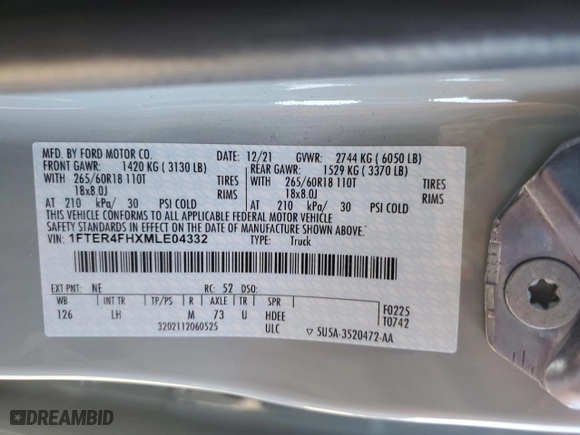 MFD. BY FORD MOTOR CO. DATE: 12/21 GVWR: 2744 KG ( 6050 LB)
FRONT GAWR: 1420 KG ( 3130 LB) REAR GAWR: 1529 KG ( 3370 LB)
WITH 265/60R18 110T TIRES WITH 265/60R18 110T TIRES
18x8.0J RIMS 18x8.0J RIMS
AT 210 kPa/ 30 PSI COLD AT 210 kPa/ 30 PSI COLD
THIS VEHICLE CONFORMS TO ALL APPLICABLE FEDERAL MOTOR VEHICLE
SAFETY STANDARDS IN EFFECT ON THE DATE OF MANUFACTURE SHOWN ABOVE.
VIN: 1FTER4FHXMLE04332 TYPE: Truck
EXT PNT: NE RC: 52 DSO:
WB INT TR TP/PS R AXLE TR SPR F0225
126 LH M 73 U HDEE T0742
3202112060525 ULC ▽ 5U5A-3520472-AA
DREAMBID